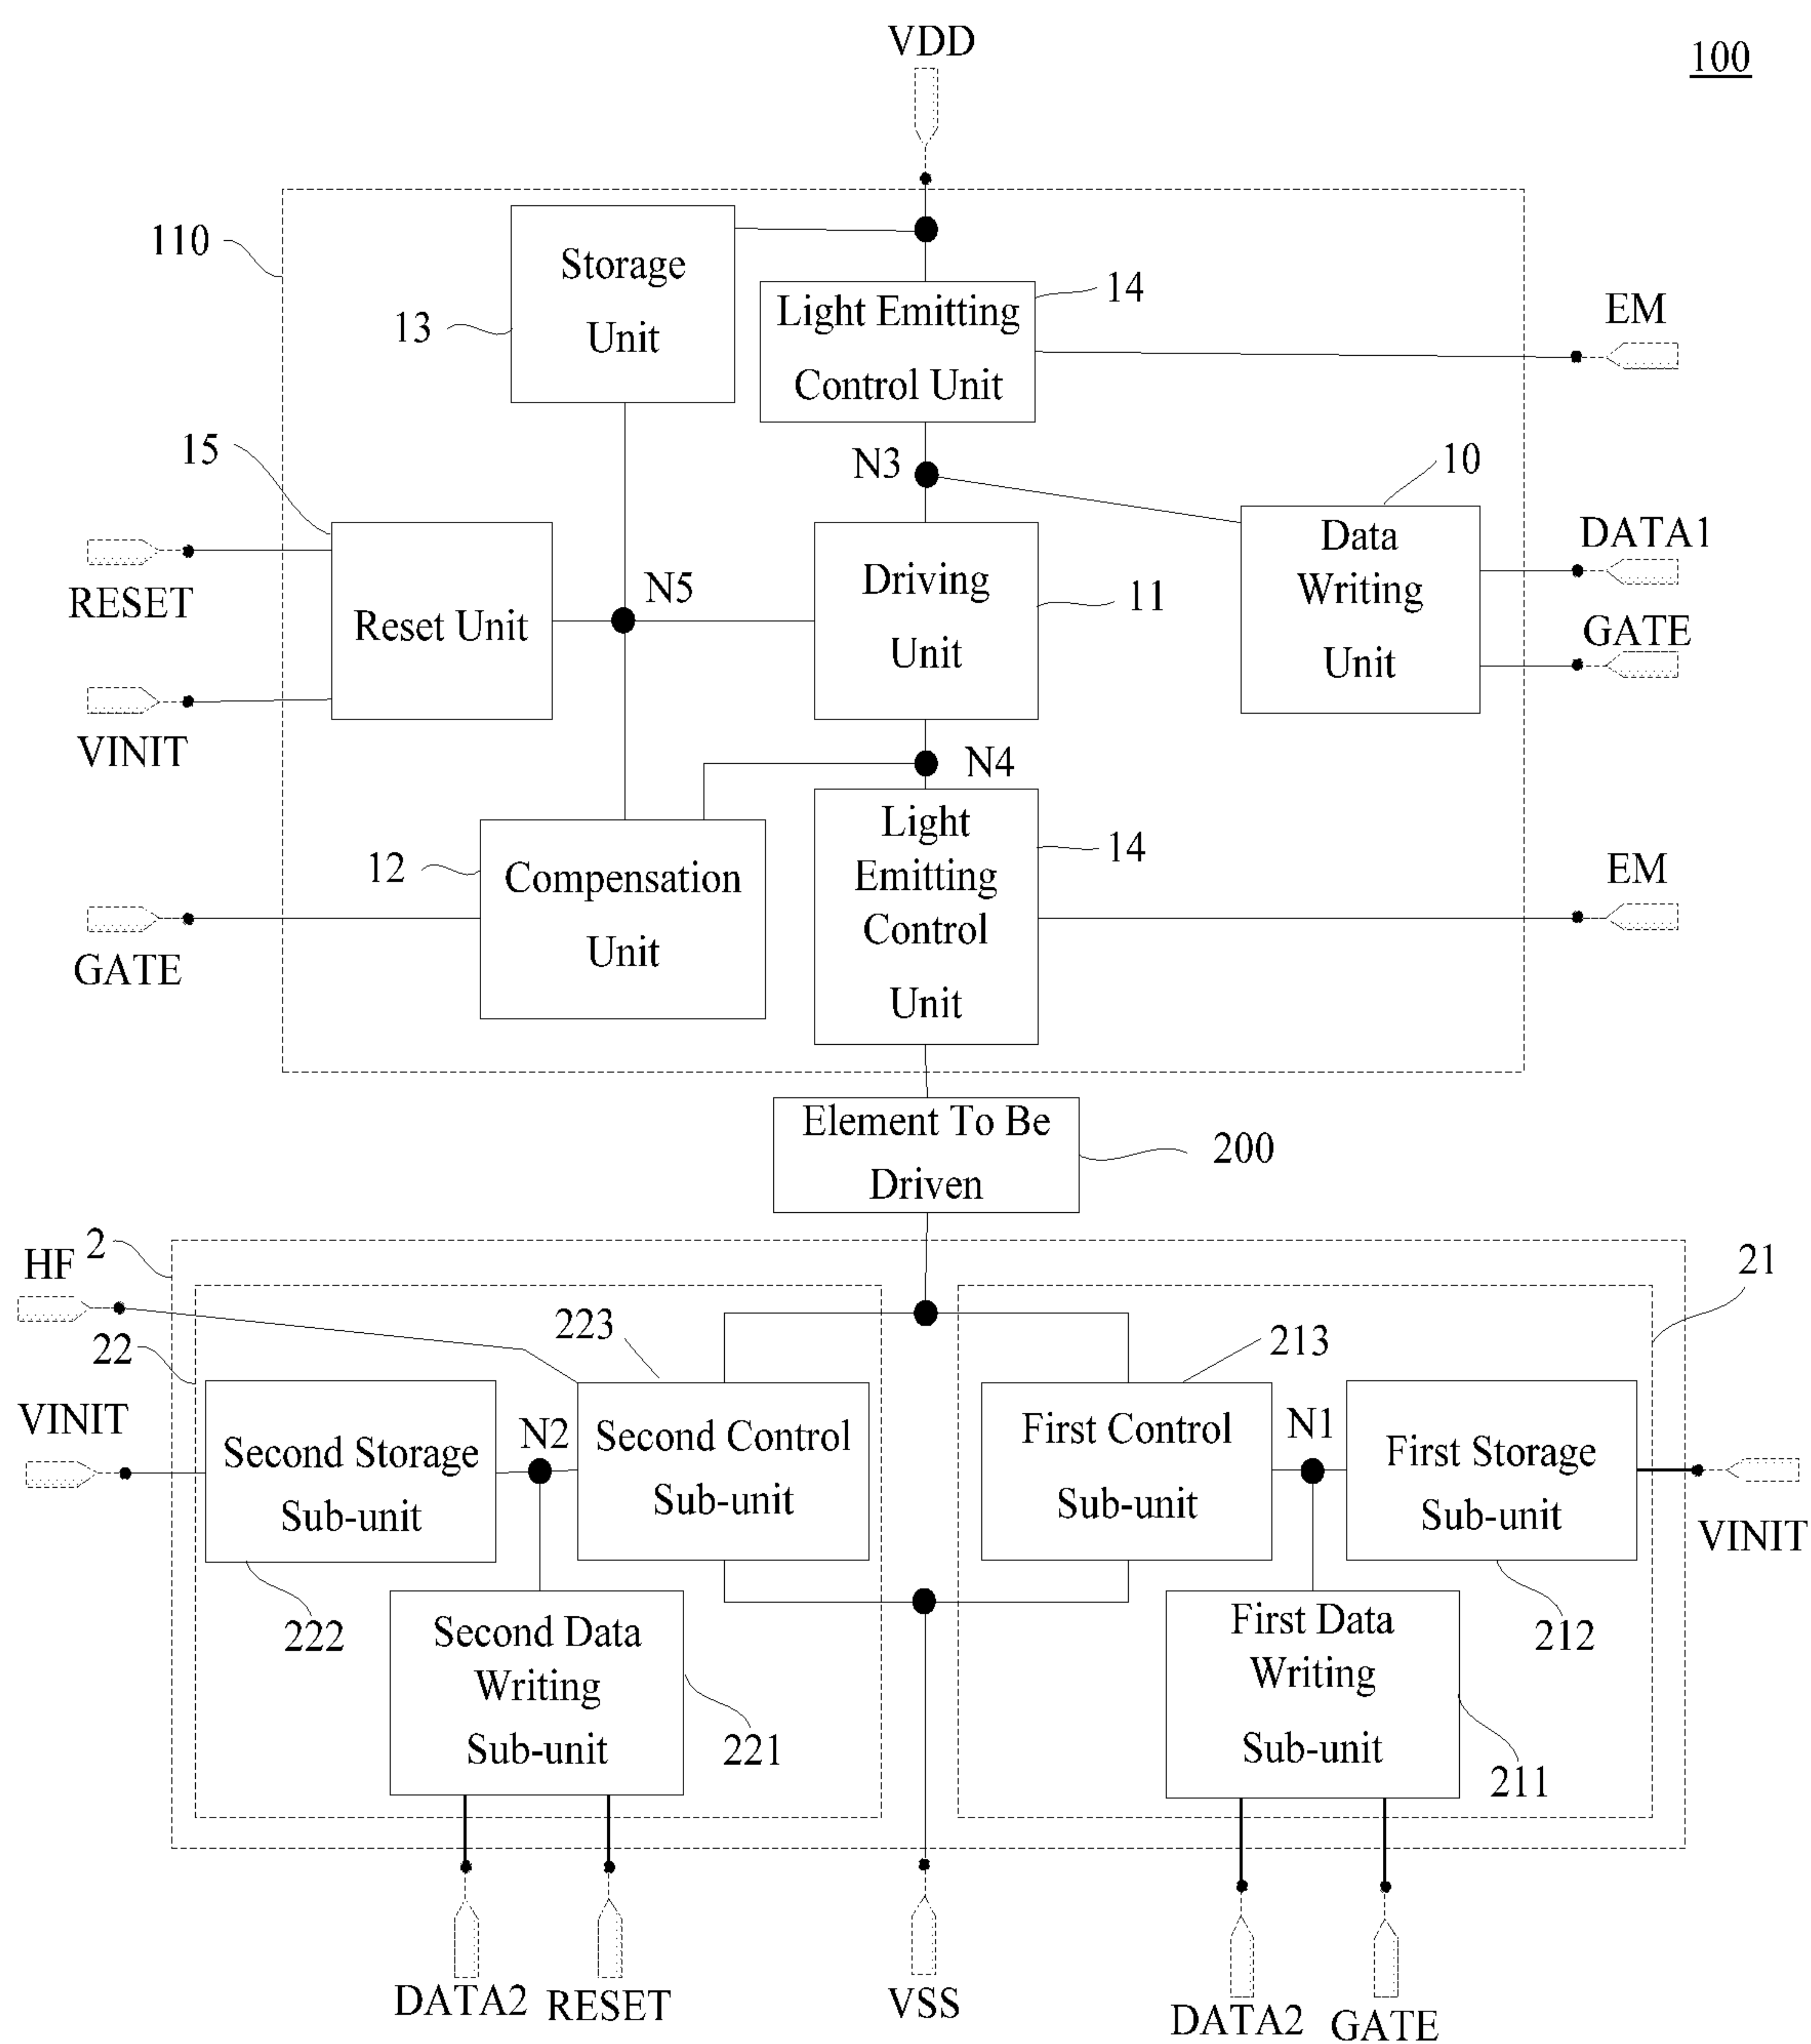 VDD
100
110
Storage
Unit
13
Light Emitting
Control Unit
14
EM
15
N3
10
RESET
Reset Unit
N5
Driving
Unit
11
Data
Writing
Unit
DATA1
GATE
VINIT
N4
12
Compensation
Unit
Light
Emitting
Control
Unit
14
EM
GATE
Element To Be
Driven
200
HF
2
21
22
223
213
VINIT
Second Storage
Sub-unit
N2
Second Control
Sub-unit
First Control
Sub-unit
N1
First Storage
Sub-unit
VINIT
222
Second Data
Writing
Sub-unit
221
First Data
Writing
Sub-unit
212
211
DATA2
RESET
VSS
DATA2
GATE